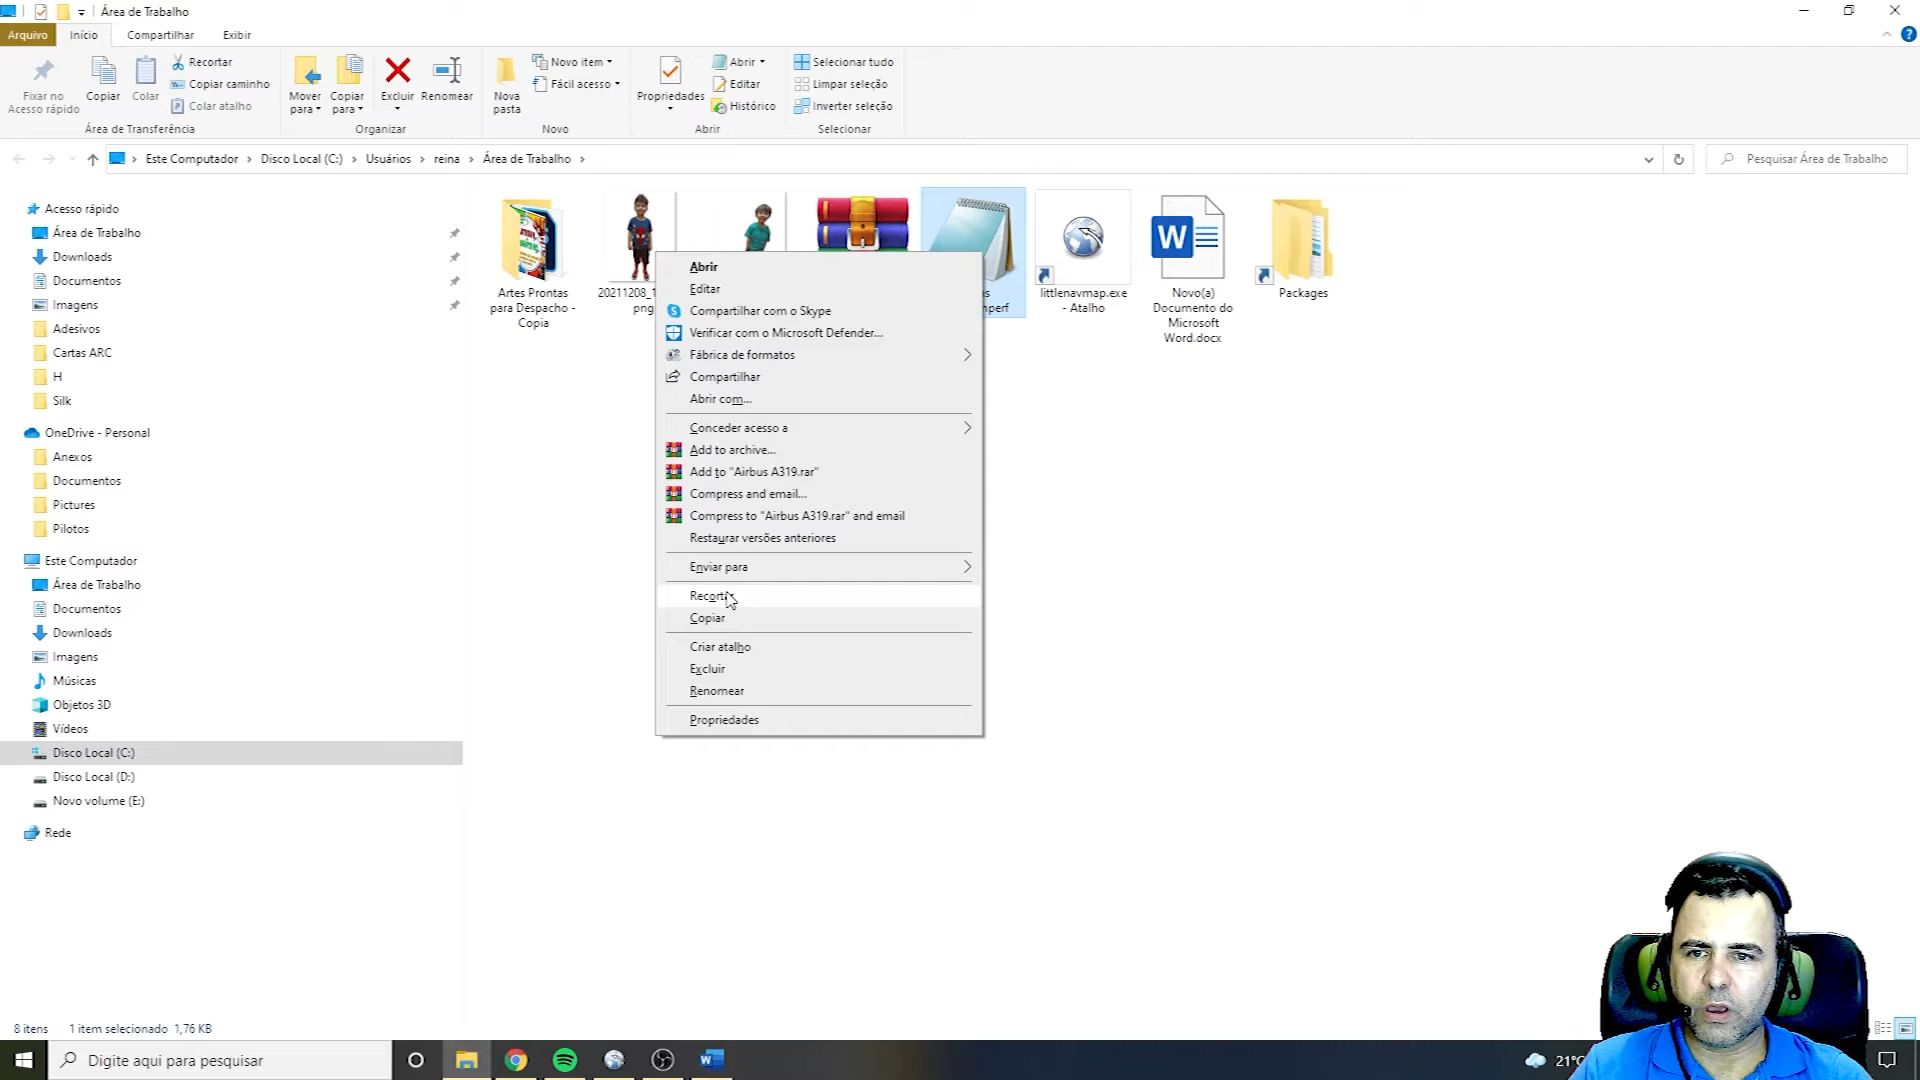 Área de Trabalho
Arquivo Início Compartilhar Exibir
Fixar no
Acesso rápido
Copiar
Colar
Recortar
Copiar caminho
Colar atalho
Área de Transferência
Mover
para
Copiar
para
Excluir
Renomear
Organizar
Nova
pasta
Novo item
Fácil acesso
Novo
Propriedades
Abrir
Editar
Histórico
Abrir
Selecionar tudo
Limpar seleção
Inverter seleção
Selecionar
Este Computador > Disco Local (C:) > Usuários > reina > Área de Trabalho >
Pesquisar Área de Trabalho
Acesso rápido
Área de Trabalho
Downloads
Documentos
Imagens
Adesivos
Cartas ARC
H
Silk
OneDrive - Personal
Anexos
Documentos
Pictures
Pilotos
Este Computador
Área de Trabalho
Documentos
Downloads
Imagens
Músicas
Objetos 3D
Vídeos
Disco Local (C:)
Disco Local (D:)
Novo volume (E:)
Rede
Artes Prontas
para Despacho -
Copia
20211208_1
png
littlenavmap.exe
- Atalho
W
Novo(a)
Documento do
Microsoft
Word.docx
Packages
Abrir
Editar
Compartilhar com o Skype
Verificar com o Microsoft Defender...
Fábrica de formatos
Compartilhar
Abrir com...
Conceder acesso a
Add to archive...
Add to "Airbus A319.rar"
Compress and email...
Compress to "Airbus A319.rar" and email
Restaurar versões anteriores
Enviar para
Recortar
Copiar
Criar atalho
Excluir
Renomear
Propriedades
8 itens 1 item selecionado 1,76 KB
Digite aqui para pesquisar
21°C